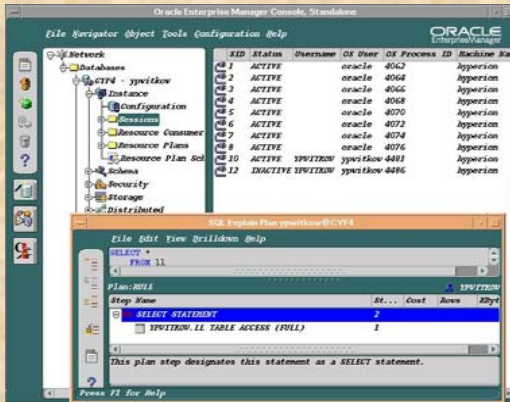 Oracle Enterprise Manager Console, Standalone
File Navigator Object Tools Configuration Help
ORACLE
EnterpriseManager
Network
Databases
GYF4 - ypwitkow
Instance
Configuration
Sessions
Resource Consumer
Resource Plans
Resource Plan Sch
Schema
Security
Storage
Distributed
SID Status Username OS User OS Process ID Machine Na
1 ACTIVE oracle 4062 hyperion
2 ACTIVE oracle 4064 hyperion
3 ACTIVE oracle 4066 hyperion
4 ACTIVE oracle 4068 hyperion
5 ACTIVE oracle 4070 hyperion
6 ACTIVE oracle 4072 hyperion
7 ACTIVE oracle 4074 hyperion
8 ACTIVE oracle 4076 hyperion
10 ACTIVE YPWITKOW ypwitkow 4481 hyperion
12 INACTIVE YPWITKOW ypwitkow 4486 hyperion
SQL Explain Plan ypwitkow@GYF4
File Edit View Drilldown Help
SELECT *
FROM ll
Plan:RULE YPWITKOW
Step Name St... Cost Rows KByt
SELECT STATEMENT 2
YPWITKOW.LL TABLE ACCESS (FULL) 1
This plan step designates this statement as a SELECT statement.
Press F1 for Help